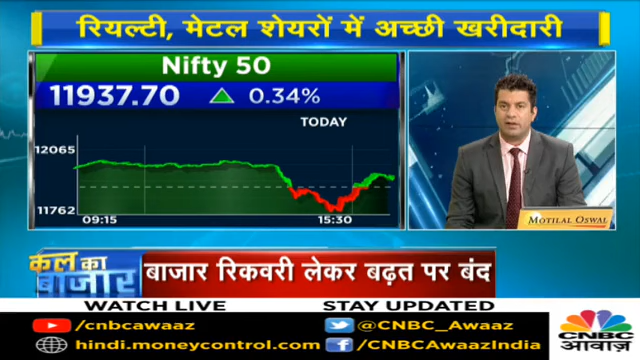 रियल्टी, मेटल शेयरों में अच्छी खरीदारी
Nifty 50
11937.70 0.34%
TODAY
12065
11762
09:15 15:30
MOTILAL OSWAL
कल का
बाजार
बाजार रिकवरी लेकर बढ़त पर बंद
WATCH LIVE STAY UPDATED
/cnbcawaaz @CNBC_Awaaz
hindi.moneycontrol.com /CNBCAwaazIndia
CNBC
आवाज़